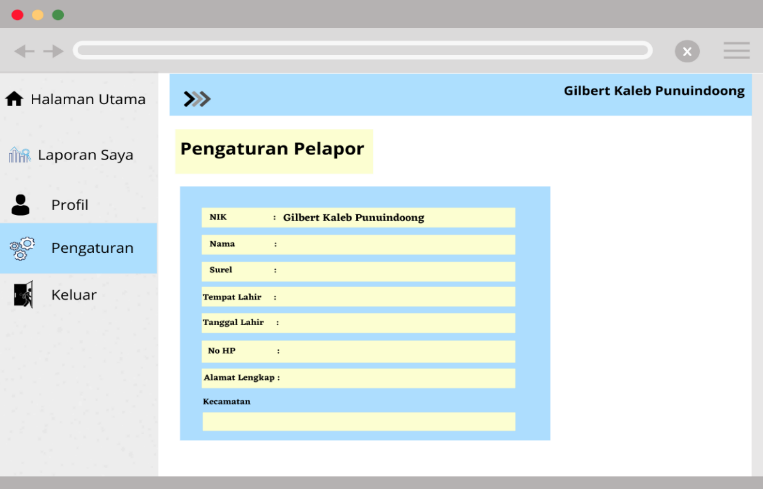 Gilbert Kaleb Punuindoong
Halaman Utama
Laporan Saya
Profil
Pengaturan
Keluar
Pengaturan Pelapor
NIK : Gilbert Kaleb Punuindoong
Nama :
Surel :
Tempat Lahir :
Tanggal Lahir :
No HP :
Alamat Lengkap :
Kecamatan